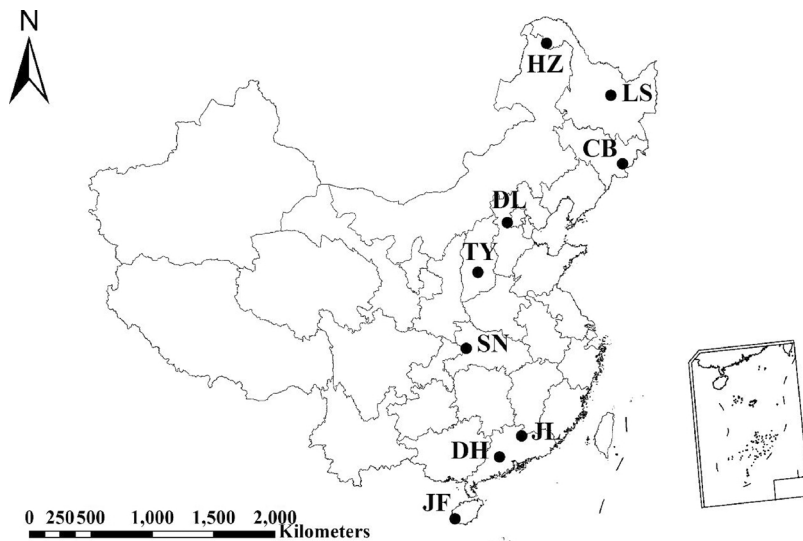 N
HZ
LS
CB
DL
TY
SN
JL
DH
JF
0 250 500 1,000 1,500 2,000
Kilometers